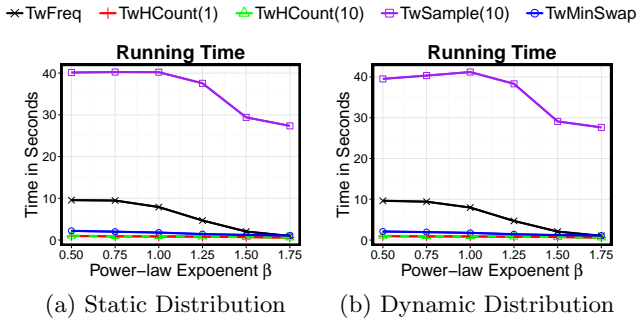 TwFreq TwHCount(1) TwHCount(10) TwSample(10) TwMinSwap
Running Time
Time in Seconds
40
30
20
10
0
0.50 0.75 1.00 1.25 1.50 1.75
Power-law Expoenent β
(a) Static Distribution
Running Time
Time in Seconds
40
30
20
10
0
0.50 0.75 1.00 1.25 1.50 1.75
Power-law Expoenent β
(b) Dynamic Distribution